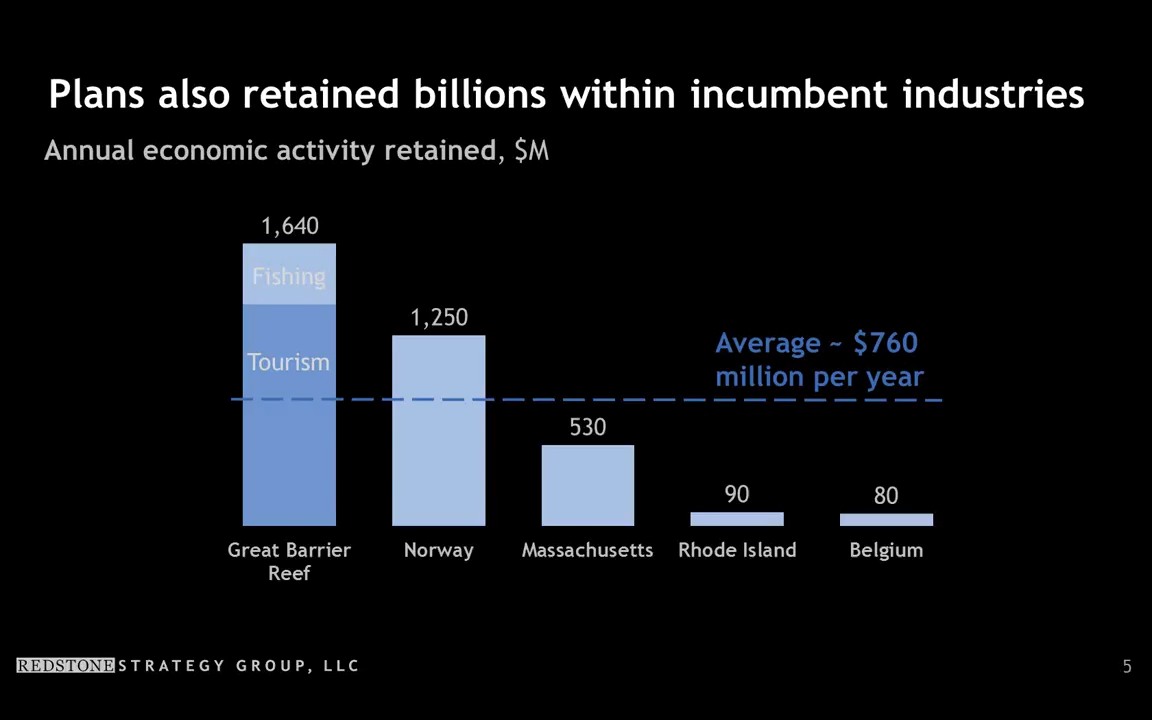 Plans also retained billions within incumbent industries
Annual economic activity retained, $M
1,640
Fishing
Tourism
1,250
Average ~ $760
million per year
530
90
80
Great Barrier
Reef
Norway
Massachusetts
Rhode Island
Belgium
REDSTONE STRATEGY GROUP, LLC
5